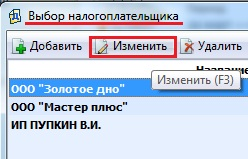 Выбор налогоплательщика
Добавить Изменить Удалить
Изменить (F3)
ООО "Золотое дно"
ООО "Мастер плюс"
ИП ПУПКИН В.И.